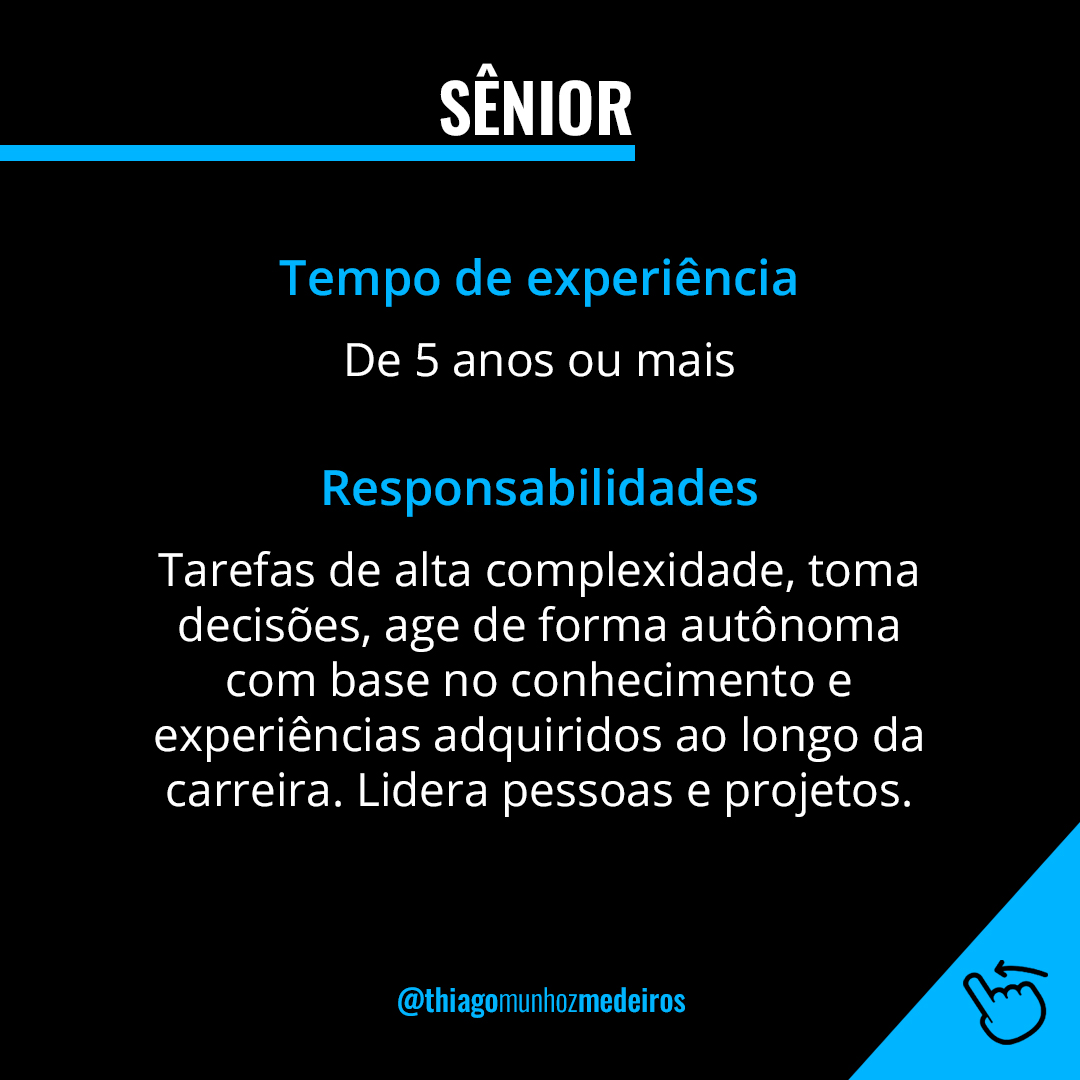 SÊNIOR
Tempo de experiência
De 5 anos ou mais
Responsabilidades
Tarefas de alta complexidade, toma
decisões, age de forma autônoma
com base no conhecimento e
experiências adquiridos ao longo da
carreira. Lidera pessoas e projetos.
@thiagomunhozmedeiros